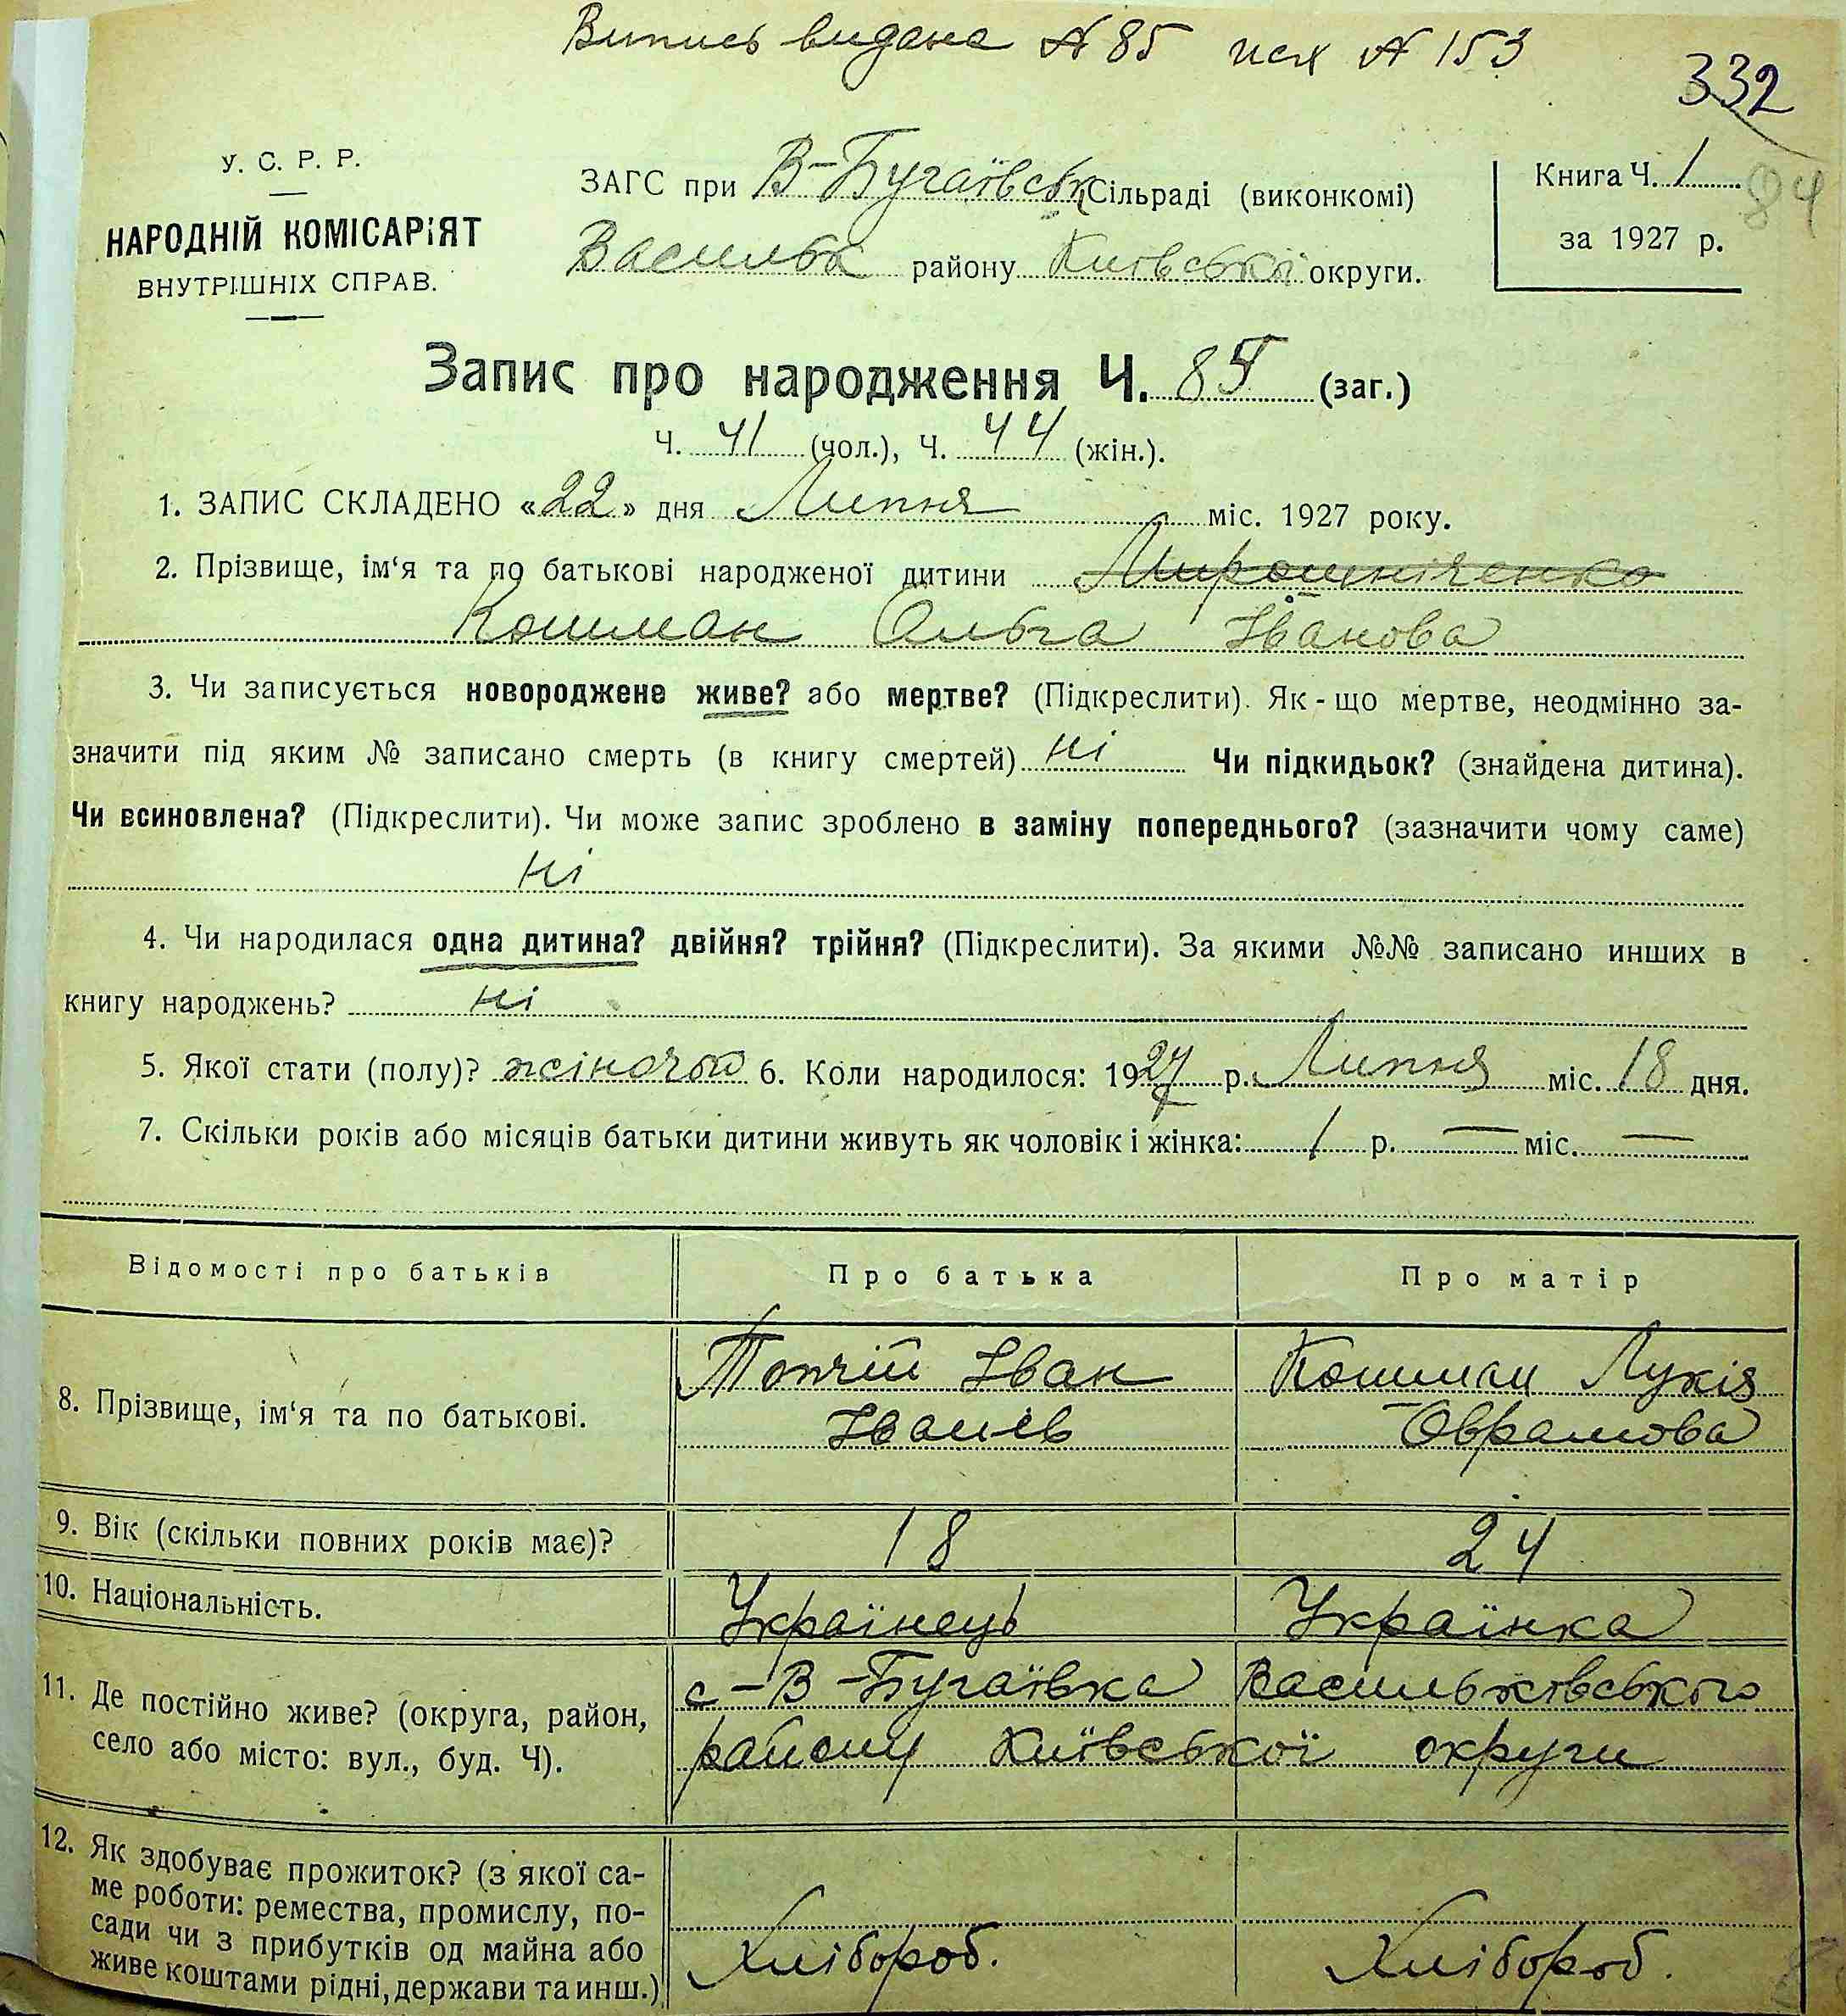 Випись видана № 85 исх № 153
332
У. С. Р. Р.
НАРОДНІЙ КОМІСАР'ЯТ
ВНУТРІШНІХ СПРАВ.
ЗАГС при В-Бугаївськ Сільраді (виконкомі)
Василько району Київської округи.
Книга Ч. 1
84
за 1927 р.
Запис про народження Ч. 85 (заг.)
Ч. 41 (чол.), Ч. 44 (жін.).
1. ЗАПИС СКЛАДЕНО «22» дня Липня міс. 1927 року.
2. Прізвище, ім‘я та по батькові народженої дитини Мирошніченко
Кошман Ольга Іванова
3. Чи записується новороджене живе? або мертве? (Підкреслити). Як-що мертве, неодмінно за-
значити під яким № записано смерть (в книгу смертей) ні Чи підкидьок? (знайдена дитина).
Чи всиновлена? (Підкреслити). Чи може запис зроблено в заміну попереднього? (зазначити чому саме)
ні
4. Чи народилася одна дитина? двійня? трійня? (Підкреслити). За якими №№ записано инших в
книгу народжень? ні
5. Якої стати (полу)? жіночої 6. Коли народилося: 1927 р. Липня міс. 18 дня.
7. Скільки років або місяців батьки дитини живуть як чоловік і жінка: 1 р. — міс. —
Відомості про батьків Про батька Про матір
8. Прізвище, ім‘я та по батькові. Топчій Іван Кошман Лукія
Іванів Оврамова
9. Вік (скільки повних років має)? 18 24
10. Національність. Українець Українка
11. Де постійно живе? (округа, район, с-В-Бугаївка Васильківського
село або місто: вул., буд. Ч). району Київської округи
12. Як здобуває прожиток? (з якої са-
ме роботи: ремества, промислу, по-
сади чи з прибутків од майна або Хлібороб. Хлібороб.
живе коштами рідні, держави та инш.)